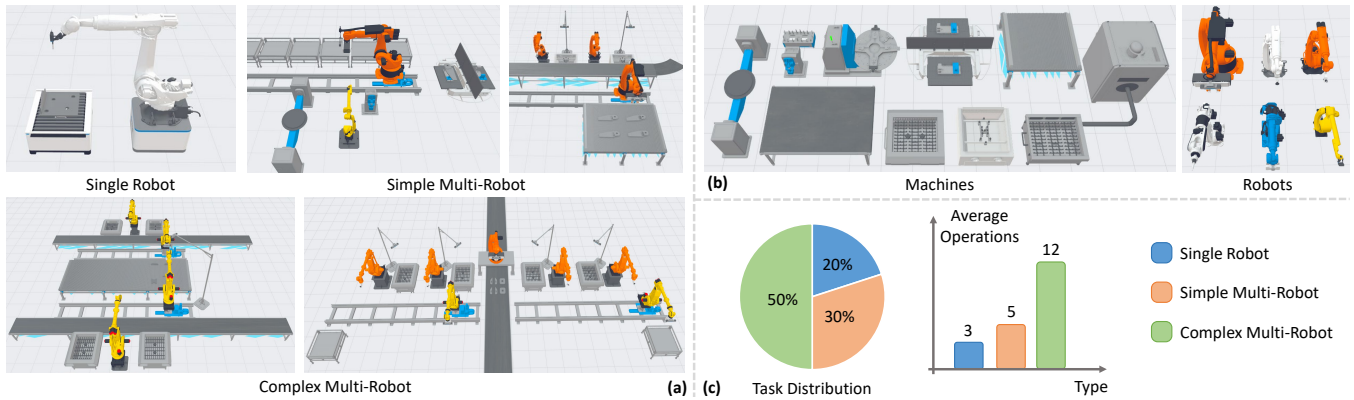 Single Robot
Simple Multi-Robot
Complex Multi-Robot
(a)
(b)
Machines
Robots
(c)
20%
30%
50%
Task Distribution
Average
Operations
3
5
12
Type
Single Robot
Simple Multi-Robot
Complex Multi-Robot